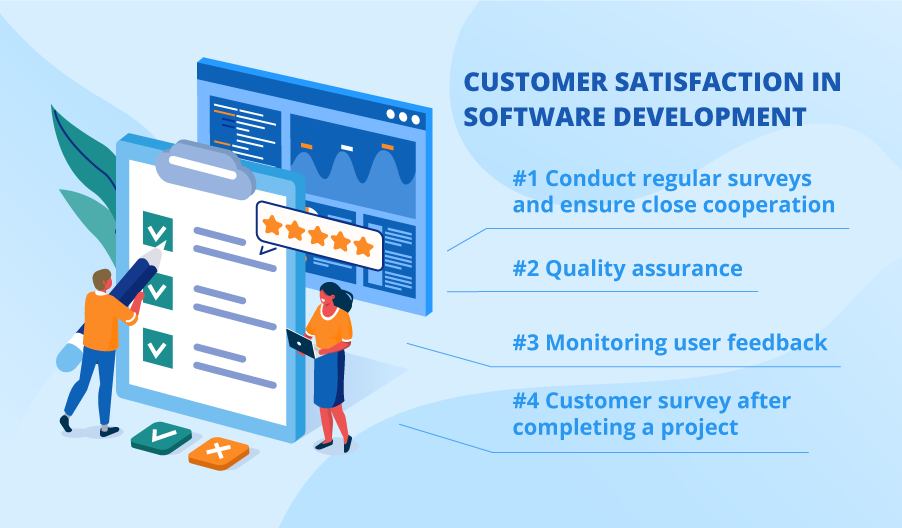 CUSTOMER SATISFACTION IN
SOFTWARE DEVELOPMENT
#1 Conduct regular surveys
and ensure close cooperation
#2 Quality assurance
#3 Monitoring user feedback
#4 Customer survey after
completing a project